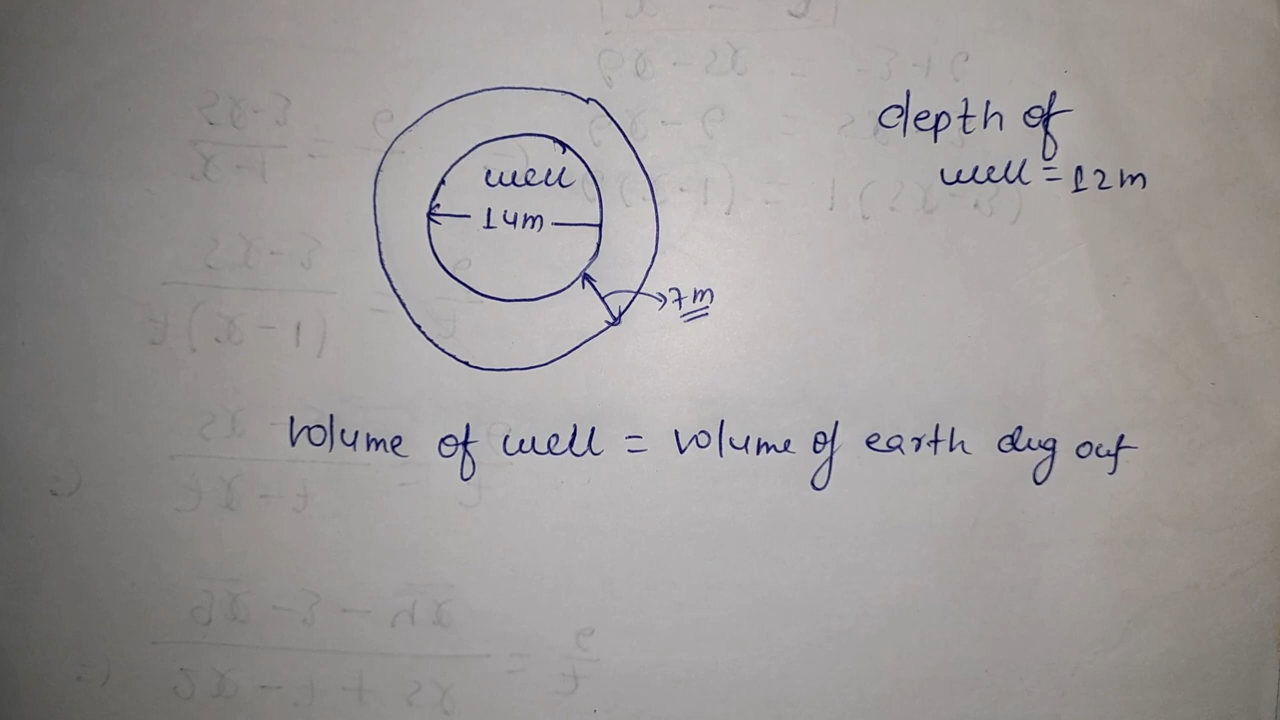 depth of
well = 12m
well
14m
7m
volume of well = volume of earth dug out